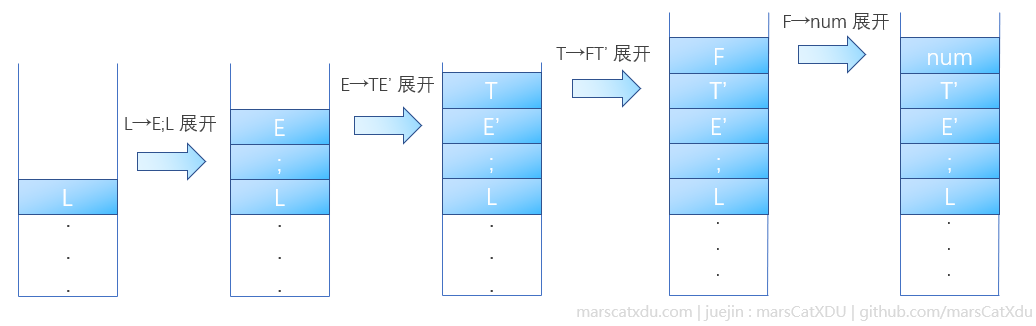 L
.
.
.
L→E;L 展开
E
;
L
.
.
.
E→TE’ 展开
T
E’
;
L
.
.
.
T→FT’ 展开
F
T’
E’
;
L
.
.
.
F→num 展开
num
T’
E’
;
L
.
.
.
marscatxdu.com | juejin : marsCatXDU | github.com/marsCatXdu